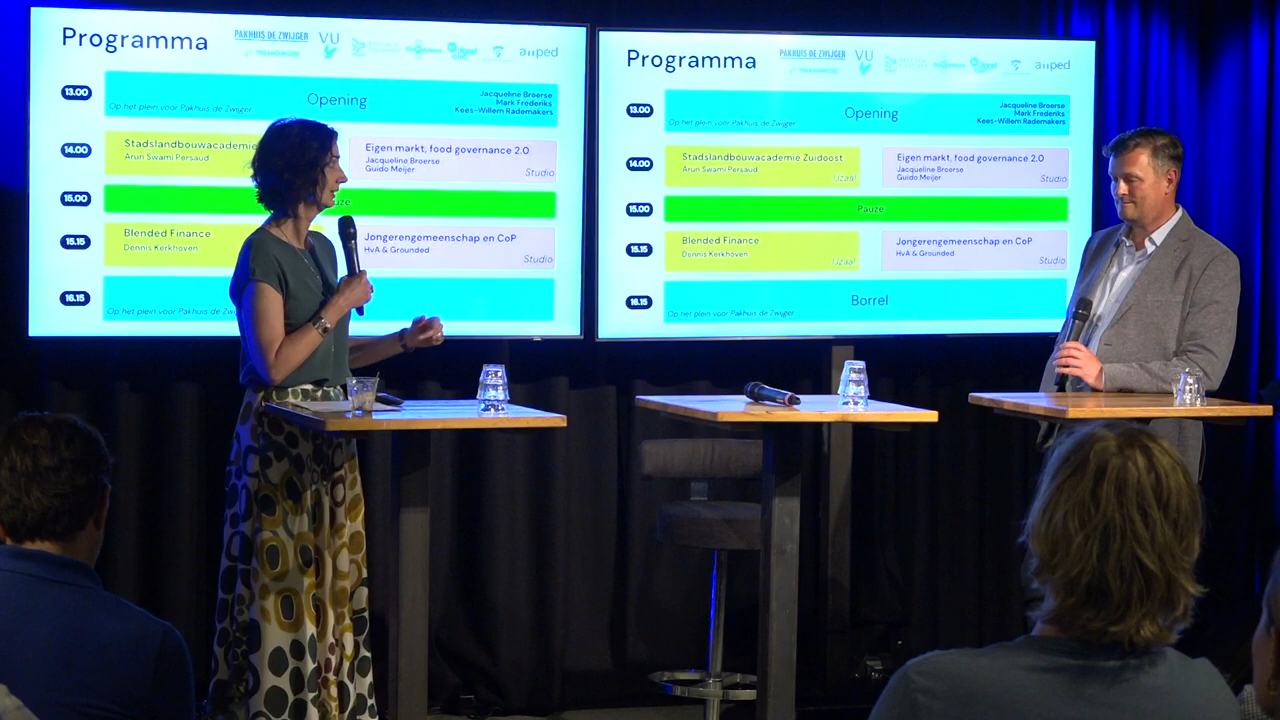 Programma
PAKHUIS DE ZWIJGER
VU
aııped
13.00
Opening
Op het plein voor Pakhuis de Zwijger
Jacqueline Broerse
Mark Frederiks
Kees-Willem Rademakers
14.00
Stadslandbouwacademie
Arun Swami Persaud
Eigen markt, food governance 2.0
Jacqueline Broerse
Guido Meijer
Studio
15.00
15.15
Blended Finance
Dennis Kerkhoven
Jongerengemeenschap en CoP
HvA & Grounded
Studio
16.15
Op het plein voor Pakhuis de
Programma
PAKHUIS DE ZWIJGER
VU
aııped
13.00
Opening
Op het plein voor Pakhuis de Zwijger
Jacqueline Broerse
Mark Frederiks
Kees-Willem Rademakers
14.00
Stadslandbouwacademie Zuidoost
Arun Swami Persaud
IJzaal
Eigen markt, food governance 2.0
Jacqueline Broerse
Guido Meijer
Studio
15.00
Pauze
15.15
Blended Finance
Dennis Kerkhoven
IJzaal
Jongerengemeenschap en CoP
HvA & Grounded
Studio
16.15
Borrel
Op het plein voor Pakhuis de Zwijger